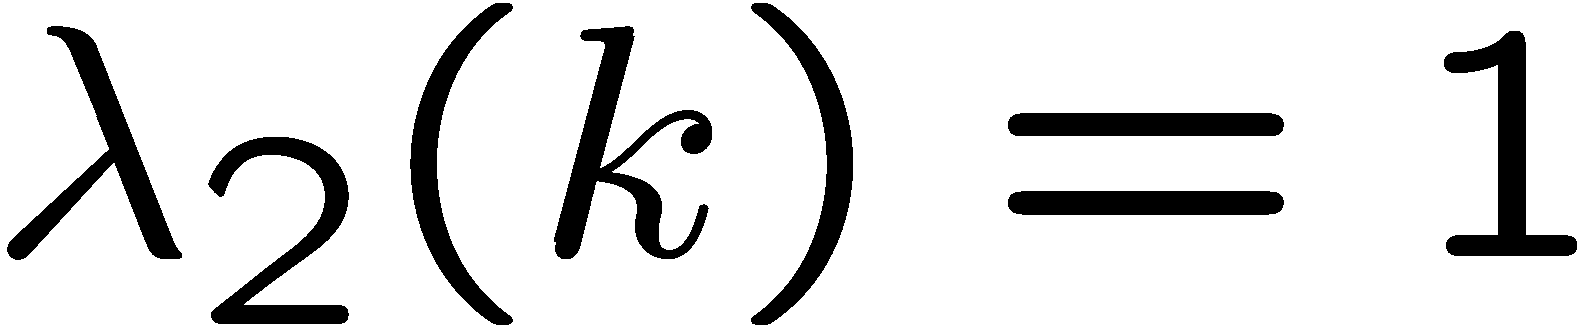 λ₂(k) = 1